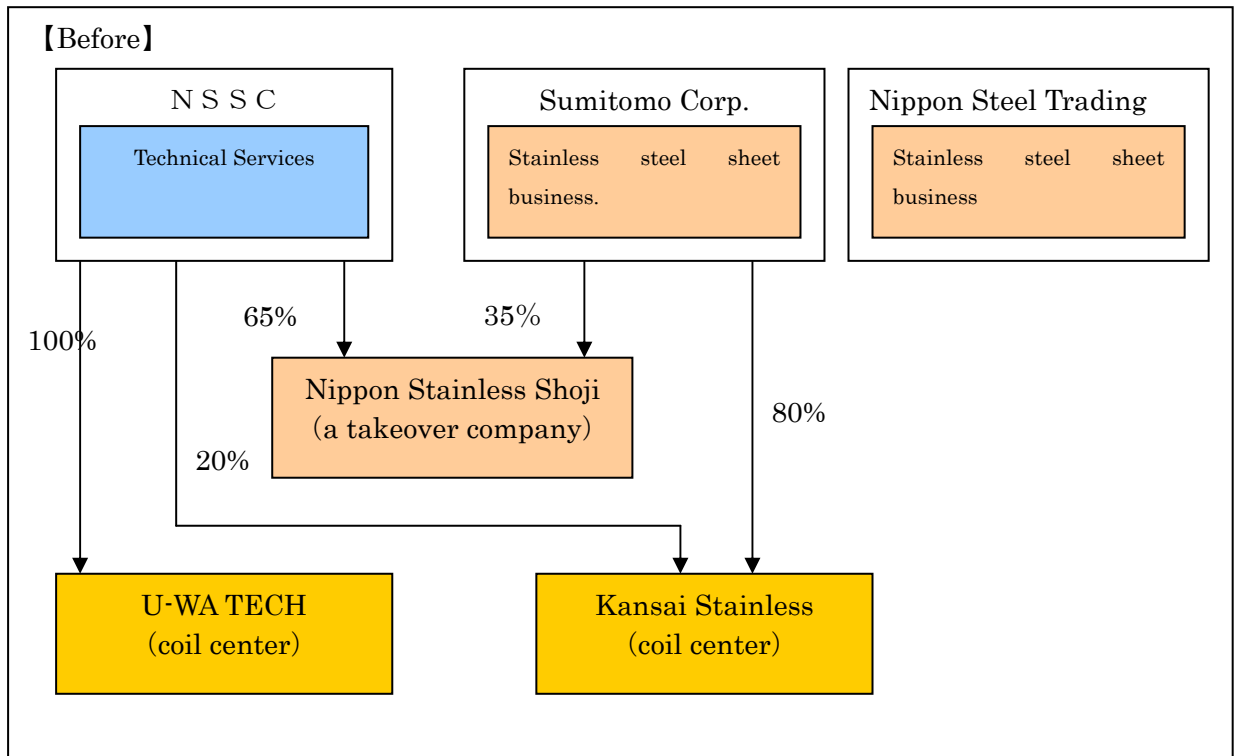 【Before】
ＮＳＳＣ
Technical Services
Sumitomo Corp.
Stainless steel sheet
business.
Nippon Steel Trading
Stainless steel sheet
business
100%
65%
35%
Nippon Stainless Shoji
（a takeover company）
20%
80%
U-WA TECH
（coil center）
Kansai Stainless
（coil center）